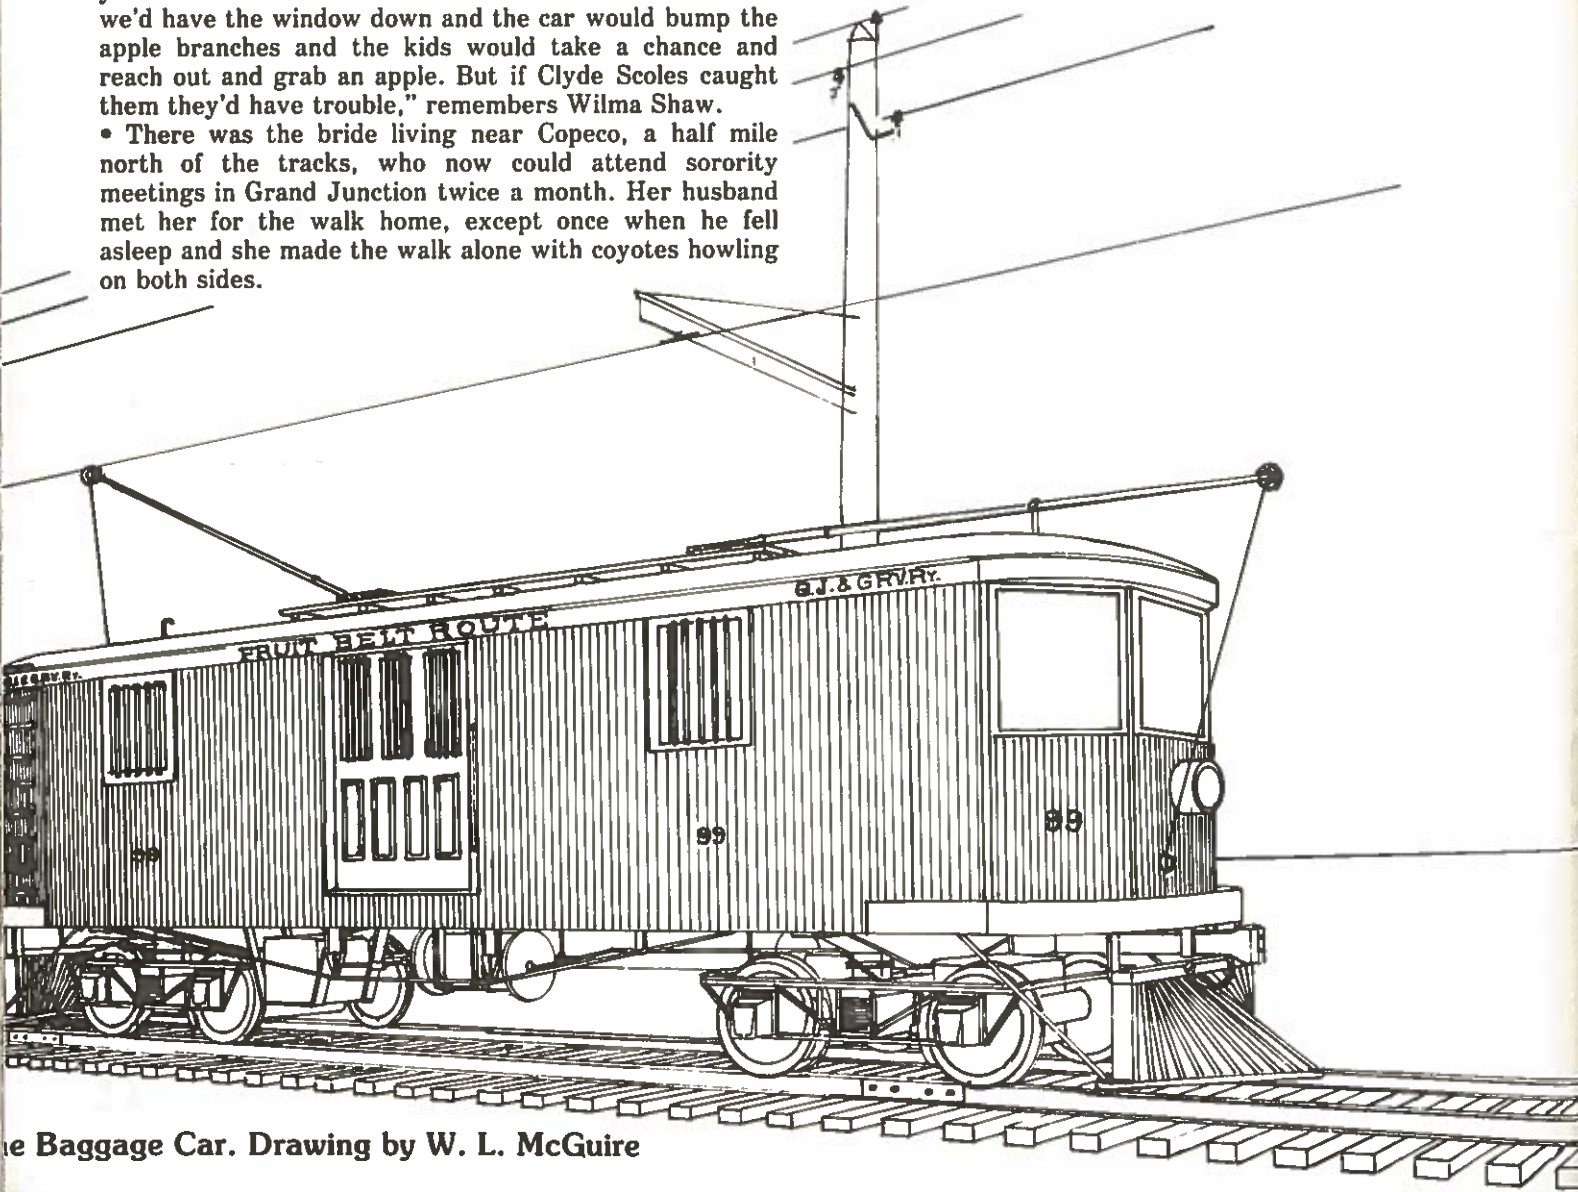 we'd have the window down and the car would bump the
apple branches and the kids would take a chance and
reach out and grab an apple. But if Clyde Scoles caught
them they'd have trouble,” remembers Wilma Shaw.
• There was the bride living near Copeco, a half mile
north of the tracks, who now could attend sorority
meetings in Grand Junction twice a month. Her husband
met her for the walk home, except once when he fell
asleep and she made the walk alone with coyotes howling
on both sides.
G.J.& GRV.RY.
FRUIT BELT ROUTE
99
99
99
Baggage Car. Drawing by W. L. McGuire